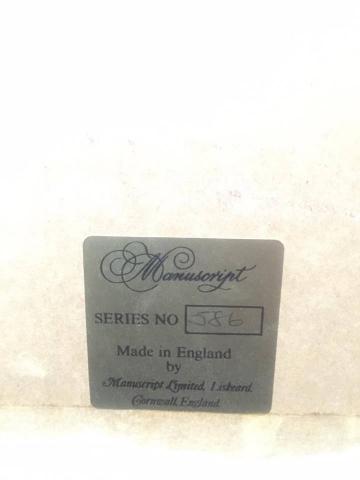 Manuscript
SERIES NO 586
Made in England
by
Manuscript Limited, Liskeard,
Cornwall, England